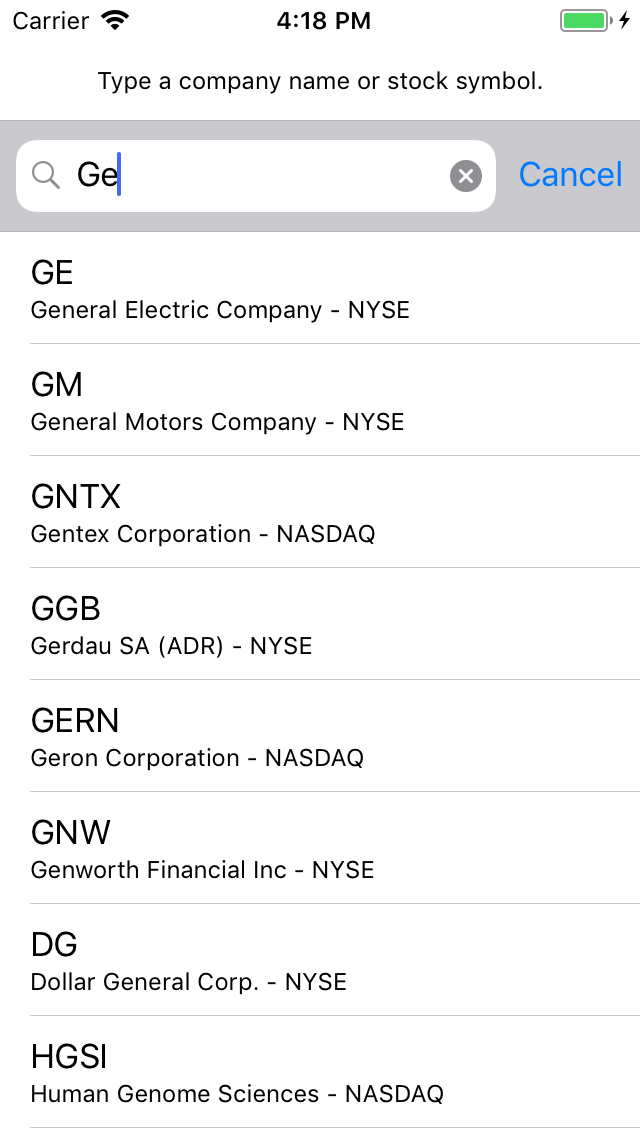 Carrier 4:18 PM
Type a company name or stock symbol.
Ge Cancel
GE
General Electric Company - NYSE
GM
General Motors Company - NYSE
GNTX
Gentex Corporation - NASDAQ
GGB
Gerdau SA (ADR) - NYSE
GERN
Geron Corporation - NASDAQ
GNW
Genworth Financial Inc - NYSE
DG
Dollar General Corp. - NYSE
HGSI
Human Genome Sciences - NASDAQ